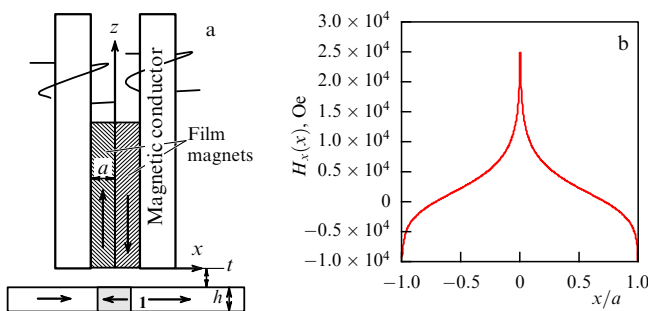 a
z
Magnetic conductor
Film
magnets
a
x
t
1
h
b
H_x(x), Oe
3.0 × 10⁴
2.5 × 10⁴
2.0 × 10⁴
1.5 × 10⁴
1.0 × 10⁴
0.5 × 10⁴
0
−0.5 × 10⁴
−1.0 × 10⁴
−1.0 −0.5 0 0.5 1.0
x/a